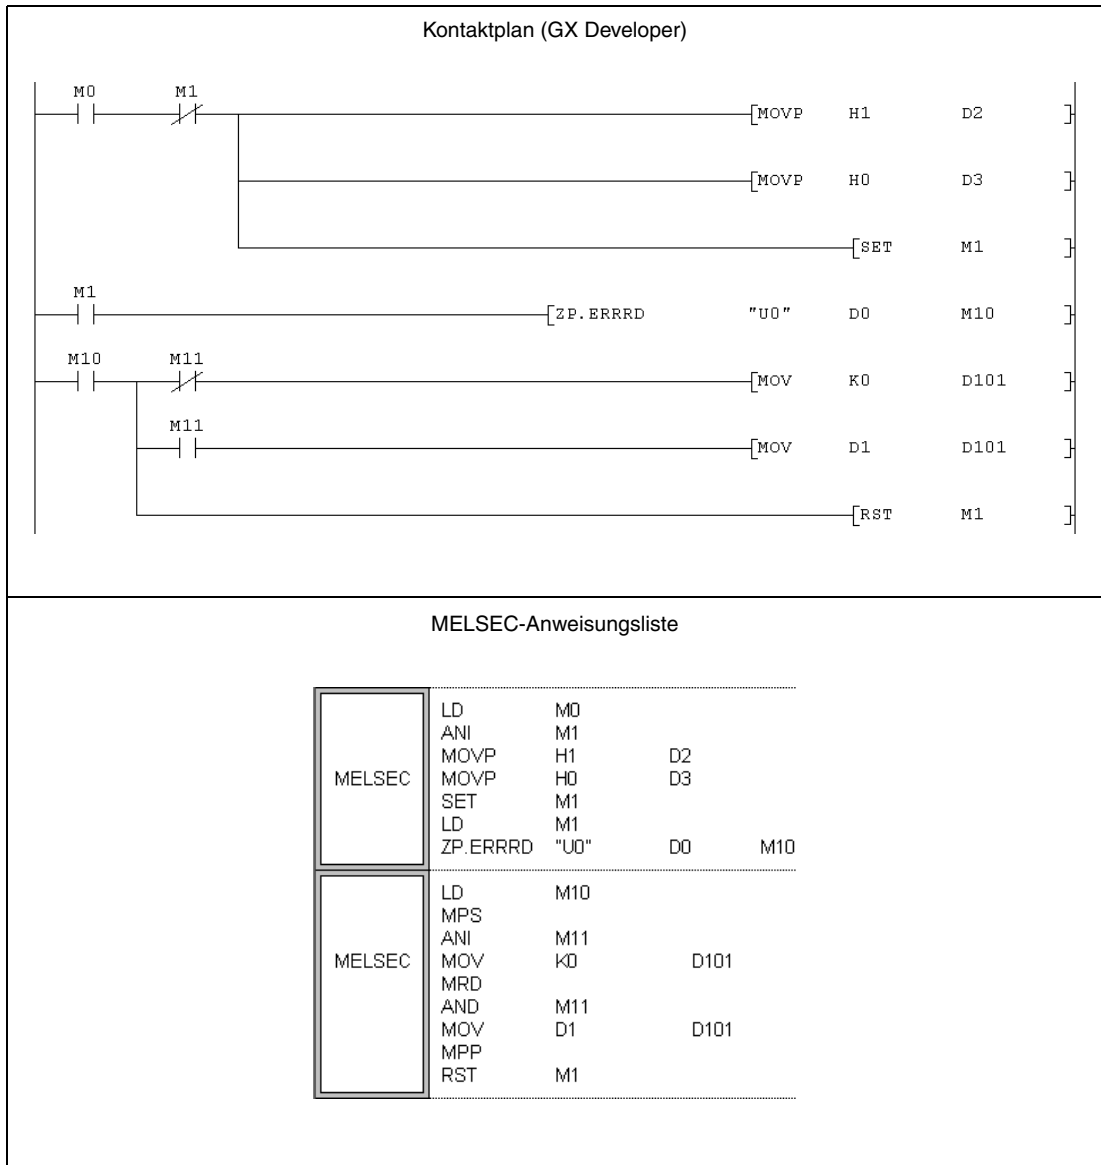 Kontaktplan (GX Developer)
M0 M1
MOVP H1 D2
MOVP H0 D3
SET M1
M1
ZP.ERRRD "U0" D0 M10
M10 M11
MOV K0 D101
M11
MOV D1 D101
RST M1
MELSEC-Anweisungsliste
MELSEC
LD M0
ANI M1
MOVP H1 D2
MOVP H0 D3
SET M1
LD M1
ZP.ERRRD "U0" D0 M10
MELSEC
LD M10
MPS
ANI M11
MOV K0 D101
MRD
AND M11
MOV D1 D101
MPP
RST M1